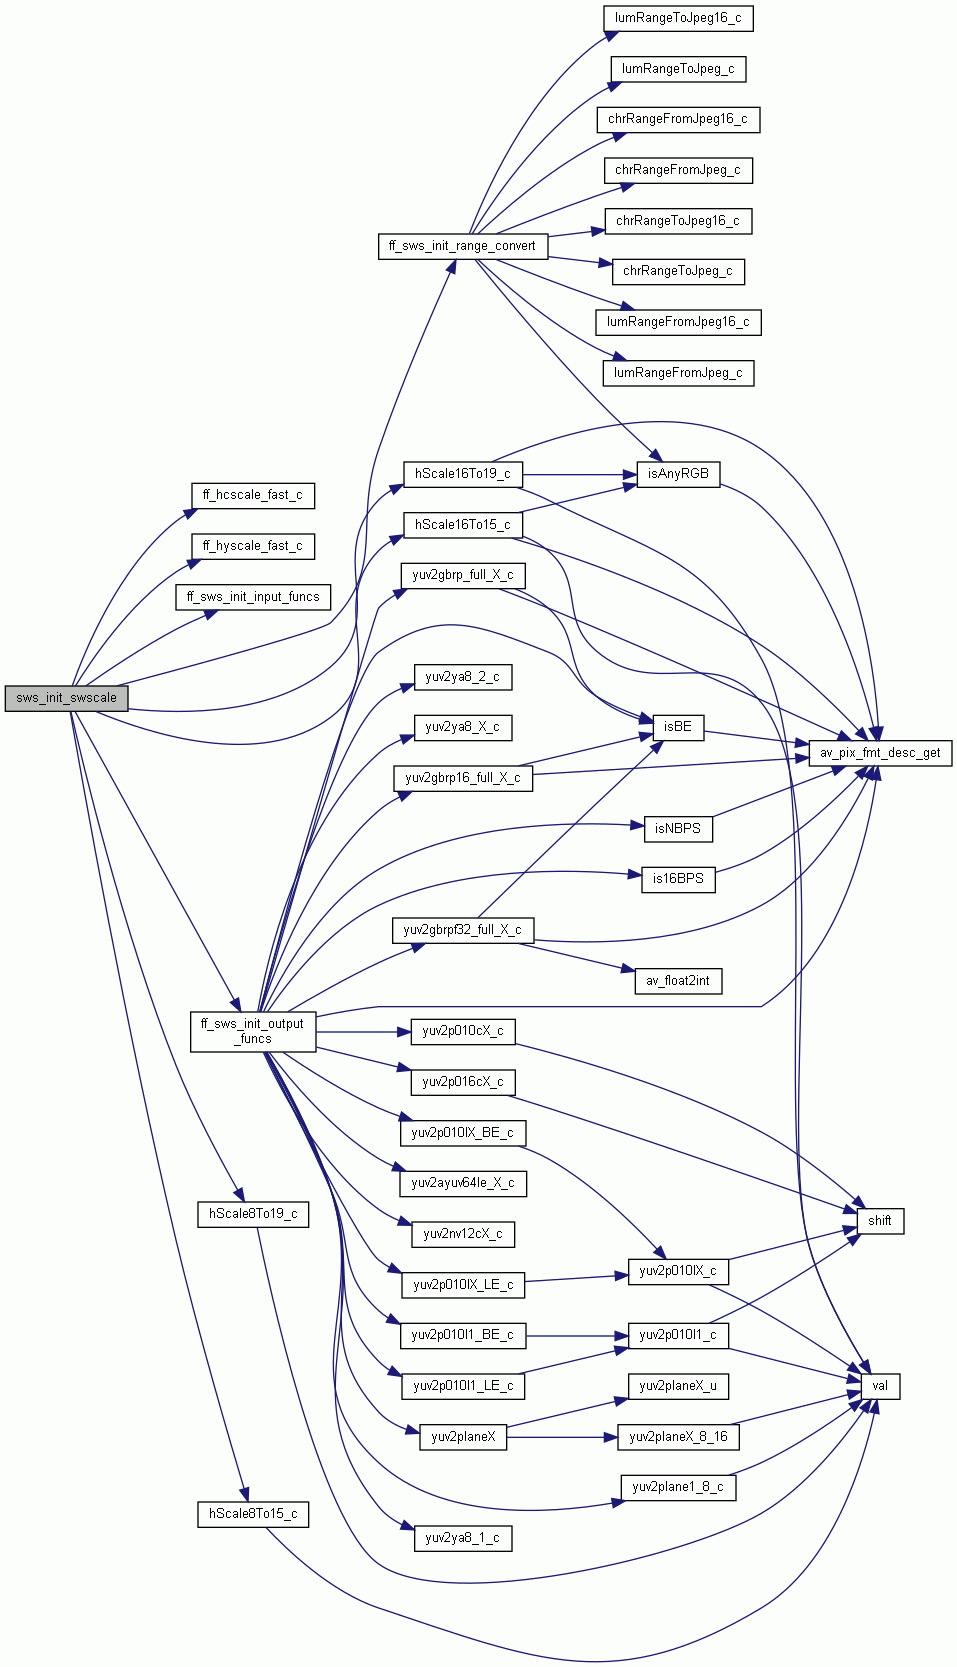 lumRangeToJpeg16_c
lumRangeToJpeg_c
chrRangeFromJpeg16_c
chrRangeFromJpeg_c
chrRangeToJpeg16_c
ff_sws_init_range_convert
chrRangeToJpeg_c
lumRangeFromJpeg16_c
lumRangeFromJpeg_c
hScale16To19_c
isAnyRGB
ff_hcscale_fast_c
hScale16To15_c
ff_hyscale_fast_c
yuv2gbrp_full_X_c
ff_sws_init_input_funcs
yuv2ya8_2_c
sws_init_swscale
yuv2ya8_X_c
isBE
av_pix_fmt_desc_get
yuv2gbrp16_full_X_c
isNBPS
is16BPS
yuv2gbrpf32_full_X_c
av_float2int
ff_sws_init_output
_funcs
yuv2p010cX_c
yuv2p016cX_c
yuv2p010lX_BE_c
yuv2ayuv64le_X_c
hScale8To19_c
shift
yuv2nv12cX_c
yuv2p010lX_c
yuv2p010lX_LE_c
yuv2p010l1_BE_c
yuv2p010l1_c
yuv2p010l1_LE_c
yuv2planeX_u
val
yuv2planeX
yuv2planeX_8_16
yuv2plane1_8_c
hScale8To15_c
yuv2ya8_1_c